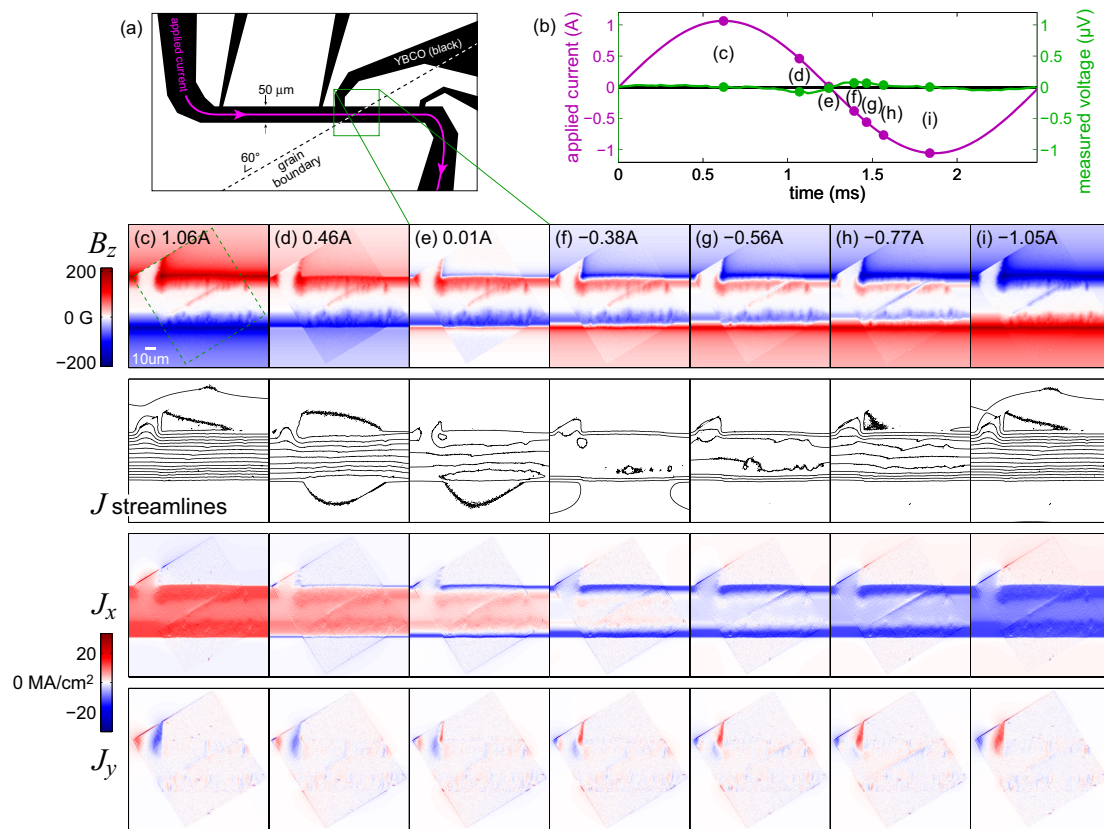 (a)
applied current
50 µm
YBCO (black)
60°
grain
boundary
(b)
applied current (A)
1
0.5
0
−0.5
−1
(c)
(d)
(e)
(f)
(g)
(h)
(i)
1
0.5
0
−0.5
−1
measured voltage (µV)
0 0.5 1 1.5 2
time (ms)
Bz
200
0 G
−200
(c) 1.06A
(d) 0.46A
(e) 0.01A
(f) −0.38A
(g) −0.56A
(h) −0.77A
(i) −1.05A
10um
J streamlines
Jx
20
0 MA/cm²
−20
Jy